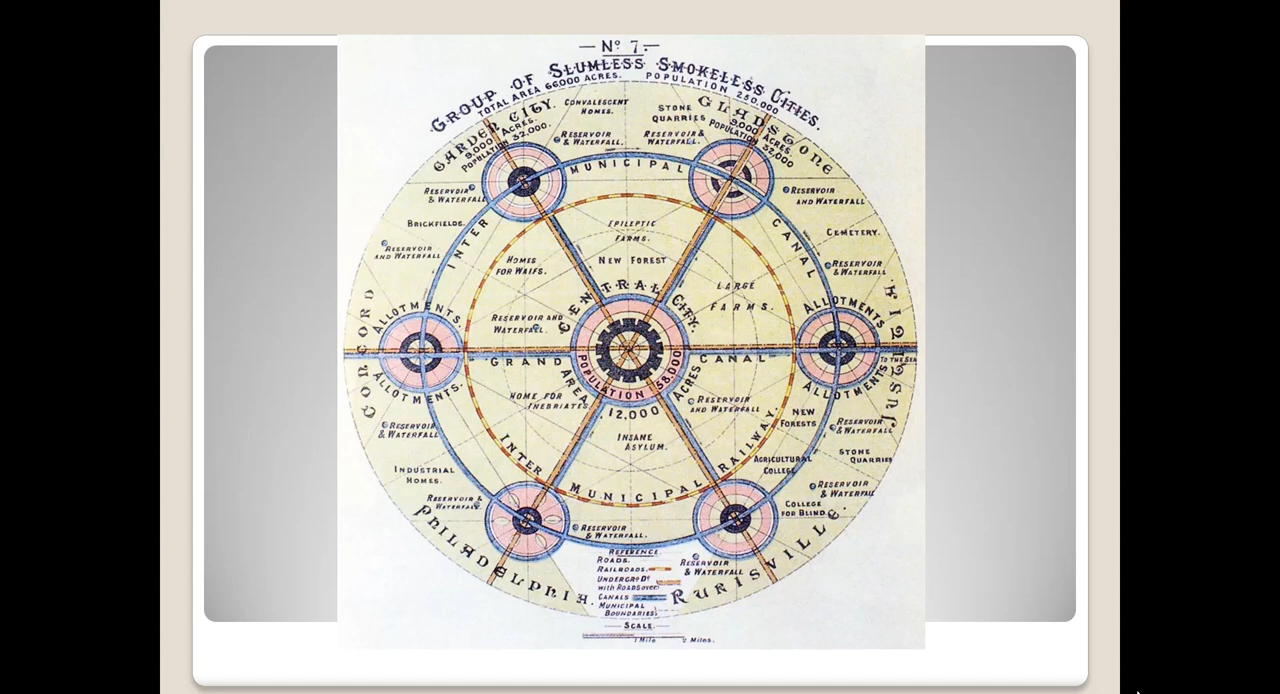 — Nº 7. —
GROUP OF SLUMLESS SMOKELESS CITIES.
TOTAL AREA 66000 ACRES. POPULATION 250,000
GARDEN CITY.
9,000 ACRES.
POPULATION 32,000.
CONVALESCENT
HOMES.
STONE
QUARRIES
GLADSTONE
9,000 ACRES.
POPULATION 32,000
RESERVOIR
& WATERFALL.
RESERVOIR &
WATERFALL.
INTER MUNICIPAL CANAL
RESERVOIR
& WATERFALL
RESERVOIR
AND WATERFALL
BRICKFIELDS.
EPILEPTIC
FARMS.
CEMETERY.
RESERVOIR
AND WATERFALL
HOMES
FOR WAIFS.
NEW FOREST
RESERVOIR
& WATERFALL
LARGE
FARMS.
CONCORD
ALLOTMENTS
CENTRAL CITY.
ALLOTMENTS
JUSTITIA
RESERVOIR AND
WATERFALL.
GRAND CANAL
TO THE SEA
AREA 12,000 ACRES
POPULATION 58,000
ALLOTMENTS.
ALLOTMENTS
HOME FOR
INEBRIATES.
RESERVOIR
AND WATERFALL
NEW
FORESTS
RESERVOIR
& WATERFALL
RESERVOIR
& WATERFALL
INSANE
ASYLUM.
STONE
QUARRIES
INTER MUNICIPAL RAILWAY.
AGRICULTURAL
COLLEGE
INDUSTRIAL
HOMES.
RESERVOIR
& WATERFALL
RESERVOIR &
WATERFALL.
COLLEGE
FOR BLIND.
PHILADELPHIA.
RESERVOIR
& WATERFALL.
RURISVILLE.
RESERVOIR
& WATERFALL
REFERENCE.
ROADS.
RAILROADS.
UNDERGRᴰ Dº
with ROADS over
CANALS
MUNICIPAL
BOUNDARIES
SCALE.
1 Mile 2 Miles.